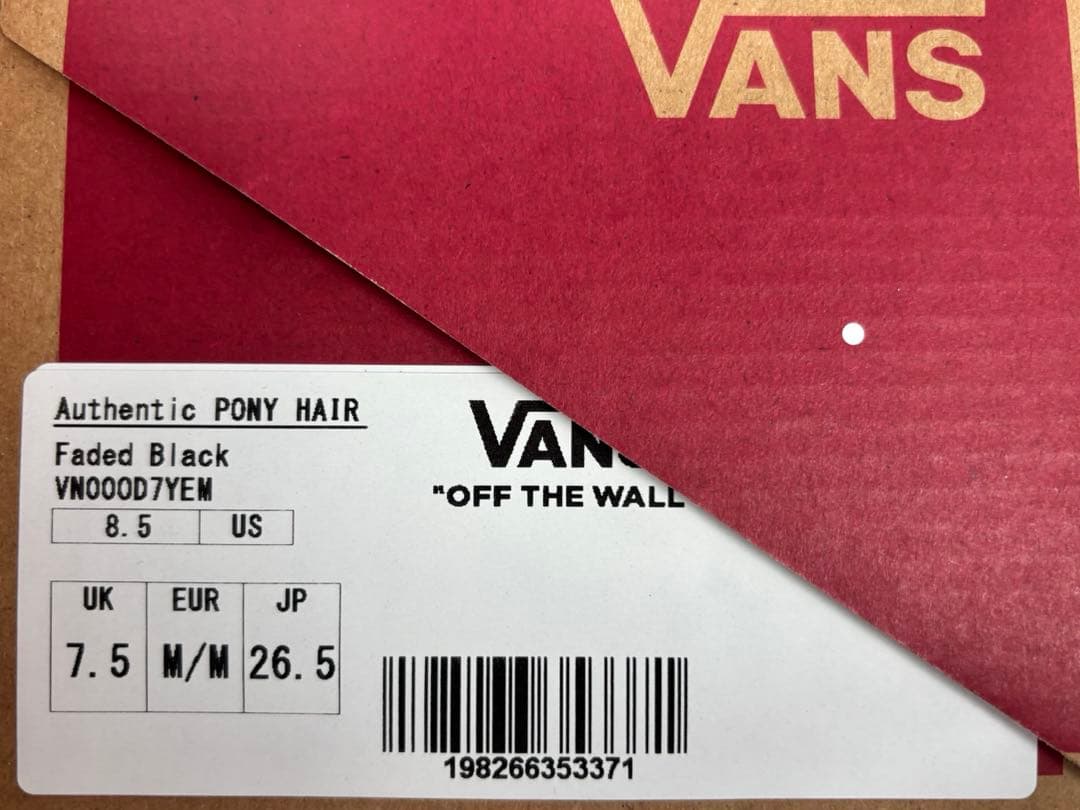 VANS
Authentic PONY HAIR
Faded Black
VN000D7YEM
8.5 US
VANS
"OFF THE WALL
UK EUR JP
7.5 M/M 26.5
198266353371